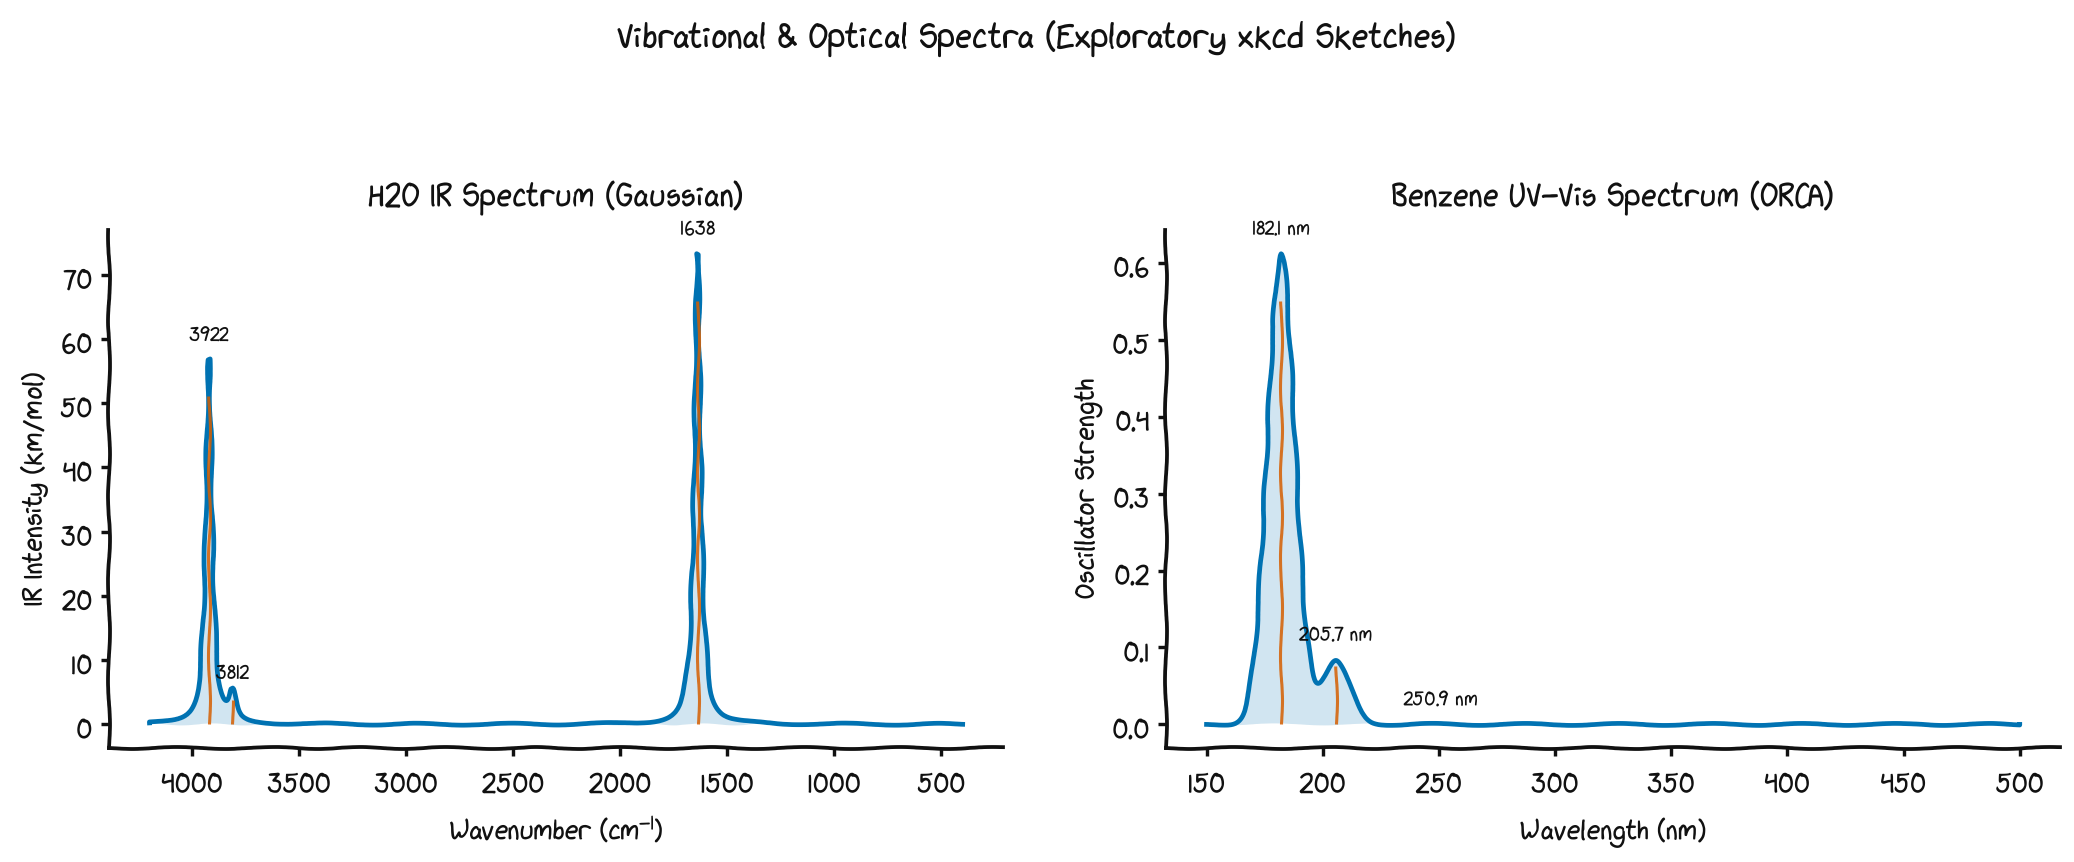 Vibrational & Optical Spectra (Exploratory xkcd Sketches)
H2O IR Spectrum (Gaussian)
IR Intensity (km/mol)
70
60
50
40
30
20
10
0
3922
3812
1638
4000 3500 3000 2500 2000 1500 1000 500
Wavenumber (cm⁻¹)
Benzene UV-Vis Spectrum (ORCA)
Oscillator Strength
0.6
0.5
0.4
0.3
0.2
0.1
0.0
182.1 nm
205.7 nm
250.9 nm
150 200 250 300 350 400 450 500
Wavelength (nm)